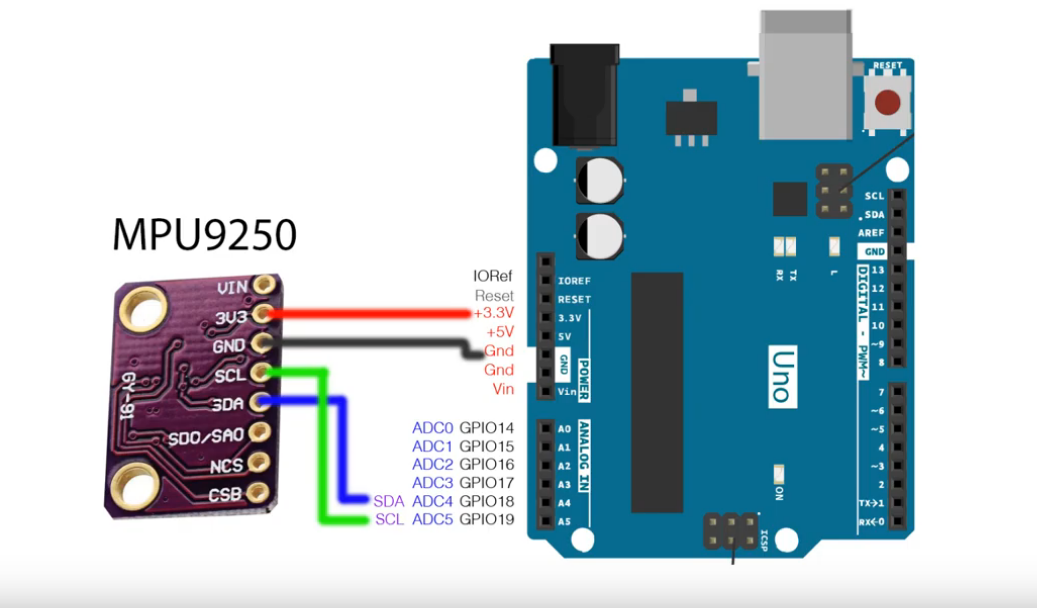 MPU9250
VIN
3V3
GND
SCL
3DA
SDO/SAO
NCS
CSB
GY-91
IORef
Reset
+3.3V
+5V
Gnd
Gnd
Vin
ADC0 GPIO14
ADC1 GPIO15
ADC2 GPIO16
ADC3 GPIO17
SDA ADC4 GPIO18
SCL ADC5 GPIO19
IOREF
RESET
3.3V
5V
GND
Vin
POWER
A0
A1
A2
A3
A4
A5
ANALOG IN
RESET
SCL
SDA
AREF
GND
13
12
11
10
~9
8
7
~6
~5
4
~3
2
TX→1
RX←0
DIGITAL - PWM~
RX
TX
L
Uno
ON
ICSP